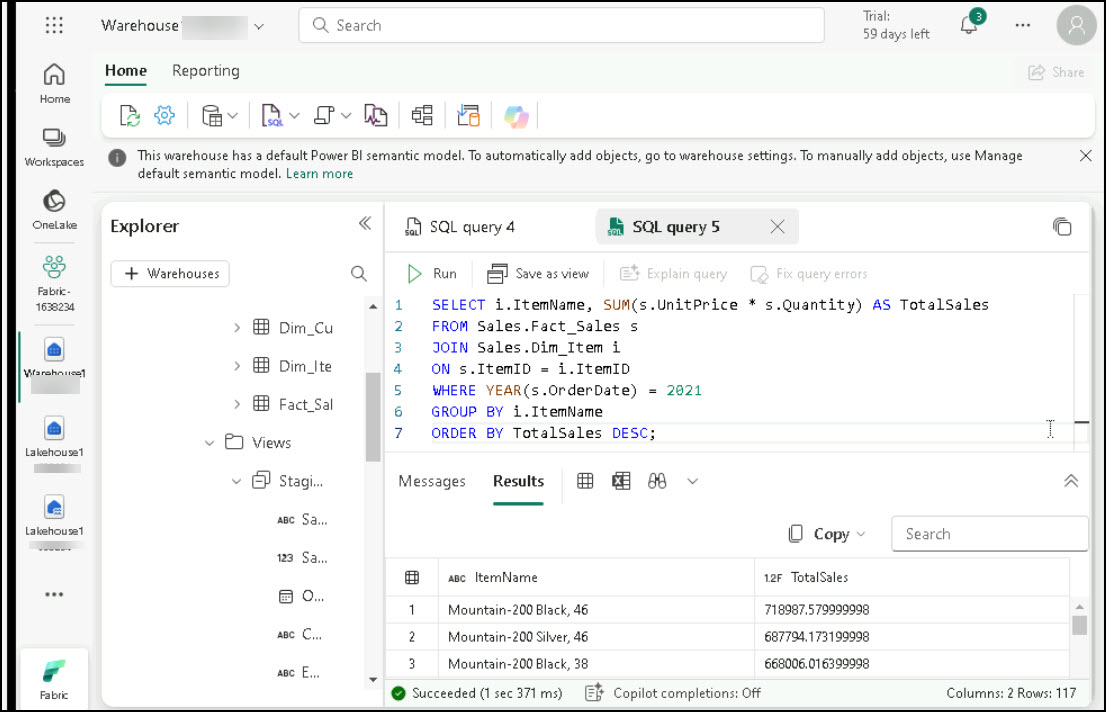 Warehouse
Search
Trial:
59 days left
3
Home
Reporting
Share
Home
Workspaces
OneLake
Fabric-
1638234
Warehouse1
Lakehouse1
Lakehouse1
Fabric
SQL
This warehouse has a default Power BI semantic model. To automatically add objects, go to warehouse settings. To manually add objects, use Manage
default semantic model. Learn more
Explorer
+ Warehouses
Dim_Cu
Dim_Ite
Fact_Sal
Views
Stagi...
ABC Sa...
123 Sa...
O...
ABC C...
ABC E...
SQL SQL query 4
SQL SQL query 5
Run
Save as view
Explain query
Fix query errors
1 SELECT i.ItemName, SUM(s.UnitPrice * s.Quantity) AS TotalSales
2 FROM Sales.Fact_Sales s
3 JOIN Sales.Dim_Item i
4 ON s.ItemID = i.ItemID
5 WHERE YEAR(s.OrderDate) = 2021
6 GROUP BY i.ItemName
7 ORDER BY TotalSales DESC;
Messages
Results
Copy
Search
ABC ItemName 1.2F TotalSales
1 Mountain-200 Black, 46 718987.579999998
2 Mountain-200 Silver, 46 687794.173199998
3 Mountain-200 Black, 38 668006.016399998
Succeeded (1 sec 371 ms)
Copilot completions: Off
Columns: 2 Rows: 117